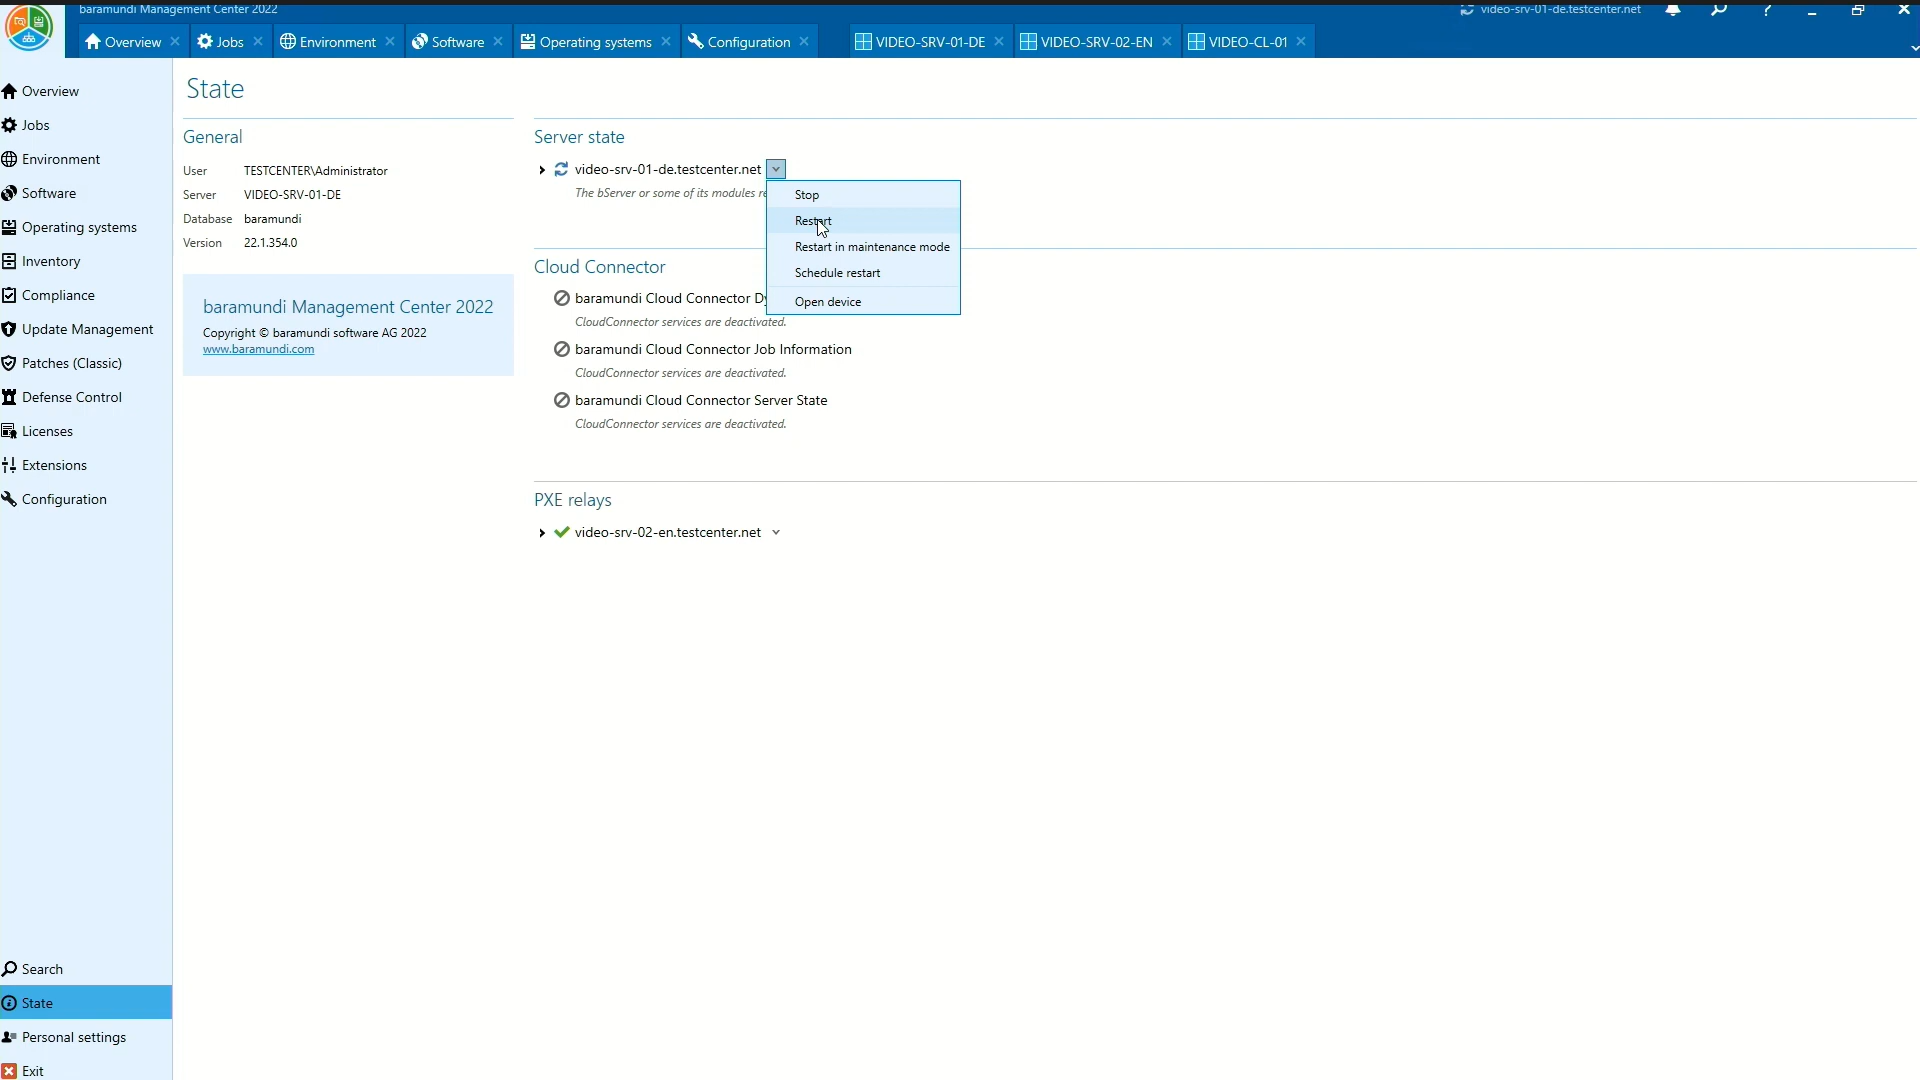 baramundi Management Center 2022
video-srv-01-de.testcenter.net
?
Overview
Jobs
Environment
Software
Operating systems
Configuration
VIDEO-SRV-01-DE
VIDEO-SRV-02-EN
VIDEO-CL-01
Overview
Jobs
Environment
Software
Operating systems
Inventory
Compliance
Update Management
Patches (Classic)
Defense Control
Licenses
Extensions
Configuration
Search
State
Personal settings
Exit
State
General
User TESTCENTER\Administrator
Server VIDEO-SRV-01-DE
Database baramundi
Version 22.1.354.0
baramundi Management Center 2022
Copyright © baramundi software AG 2022
www.baramundi.com
Server state
video-srv-01-de.testcenter.net
The bServer or some of its modules
Stop
Restart
Restart in maintenance mode
Schedule restart
Open device
Cloud Connector
baramundi Cloud Connector
CloudConnector services are deactivated.
baramundi Cloud Connector Job Information
CloudConnector services are deactivated.
baramundi Cloud Connector Server State
CloudConnector services are deactivated.
PXE relays
video-srv-02-en.testcenter.net